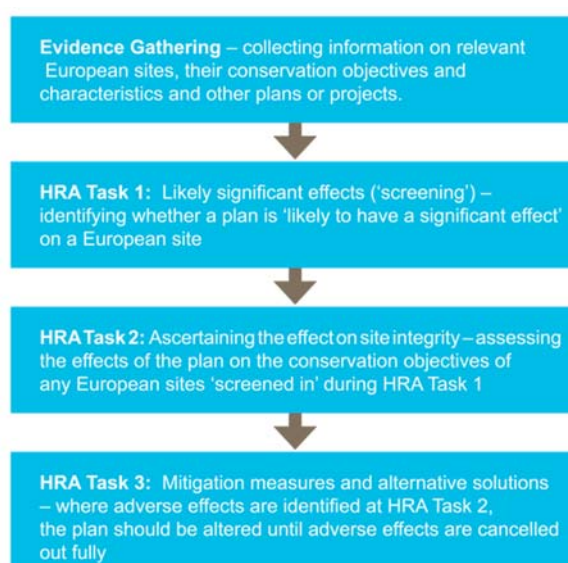 Evidence Gathering – collecting information on relevant
European sites, their conservation objectives and
characteristics and other plans or projects.
HRA Task 1: Likely significant effects (‘screening’) –
identifying whether a plan is ‘likely to have a significant effect’
on a European site
HRA Task 2: Ascertaining the effect on site integrity – assessing
the effects of the plan on the conservation objectives of
any European sites ‘screened in’ during HRA Task 1
HRA Task 3: Mitigation measures and alternative solutions
– where adverse effects are identified at HRA Task 2,
the plan should be altered until adverse effects are cancelled
out fully